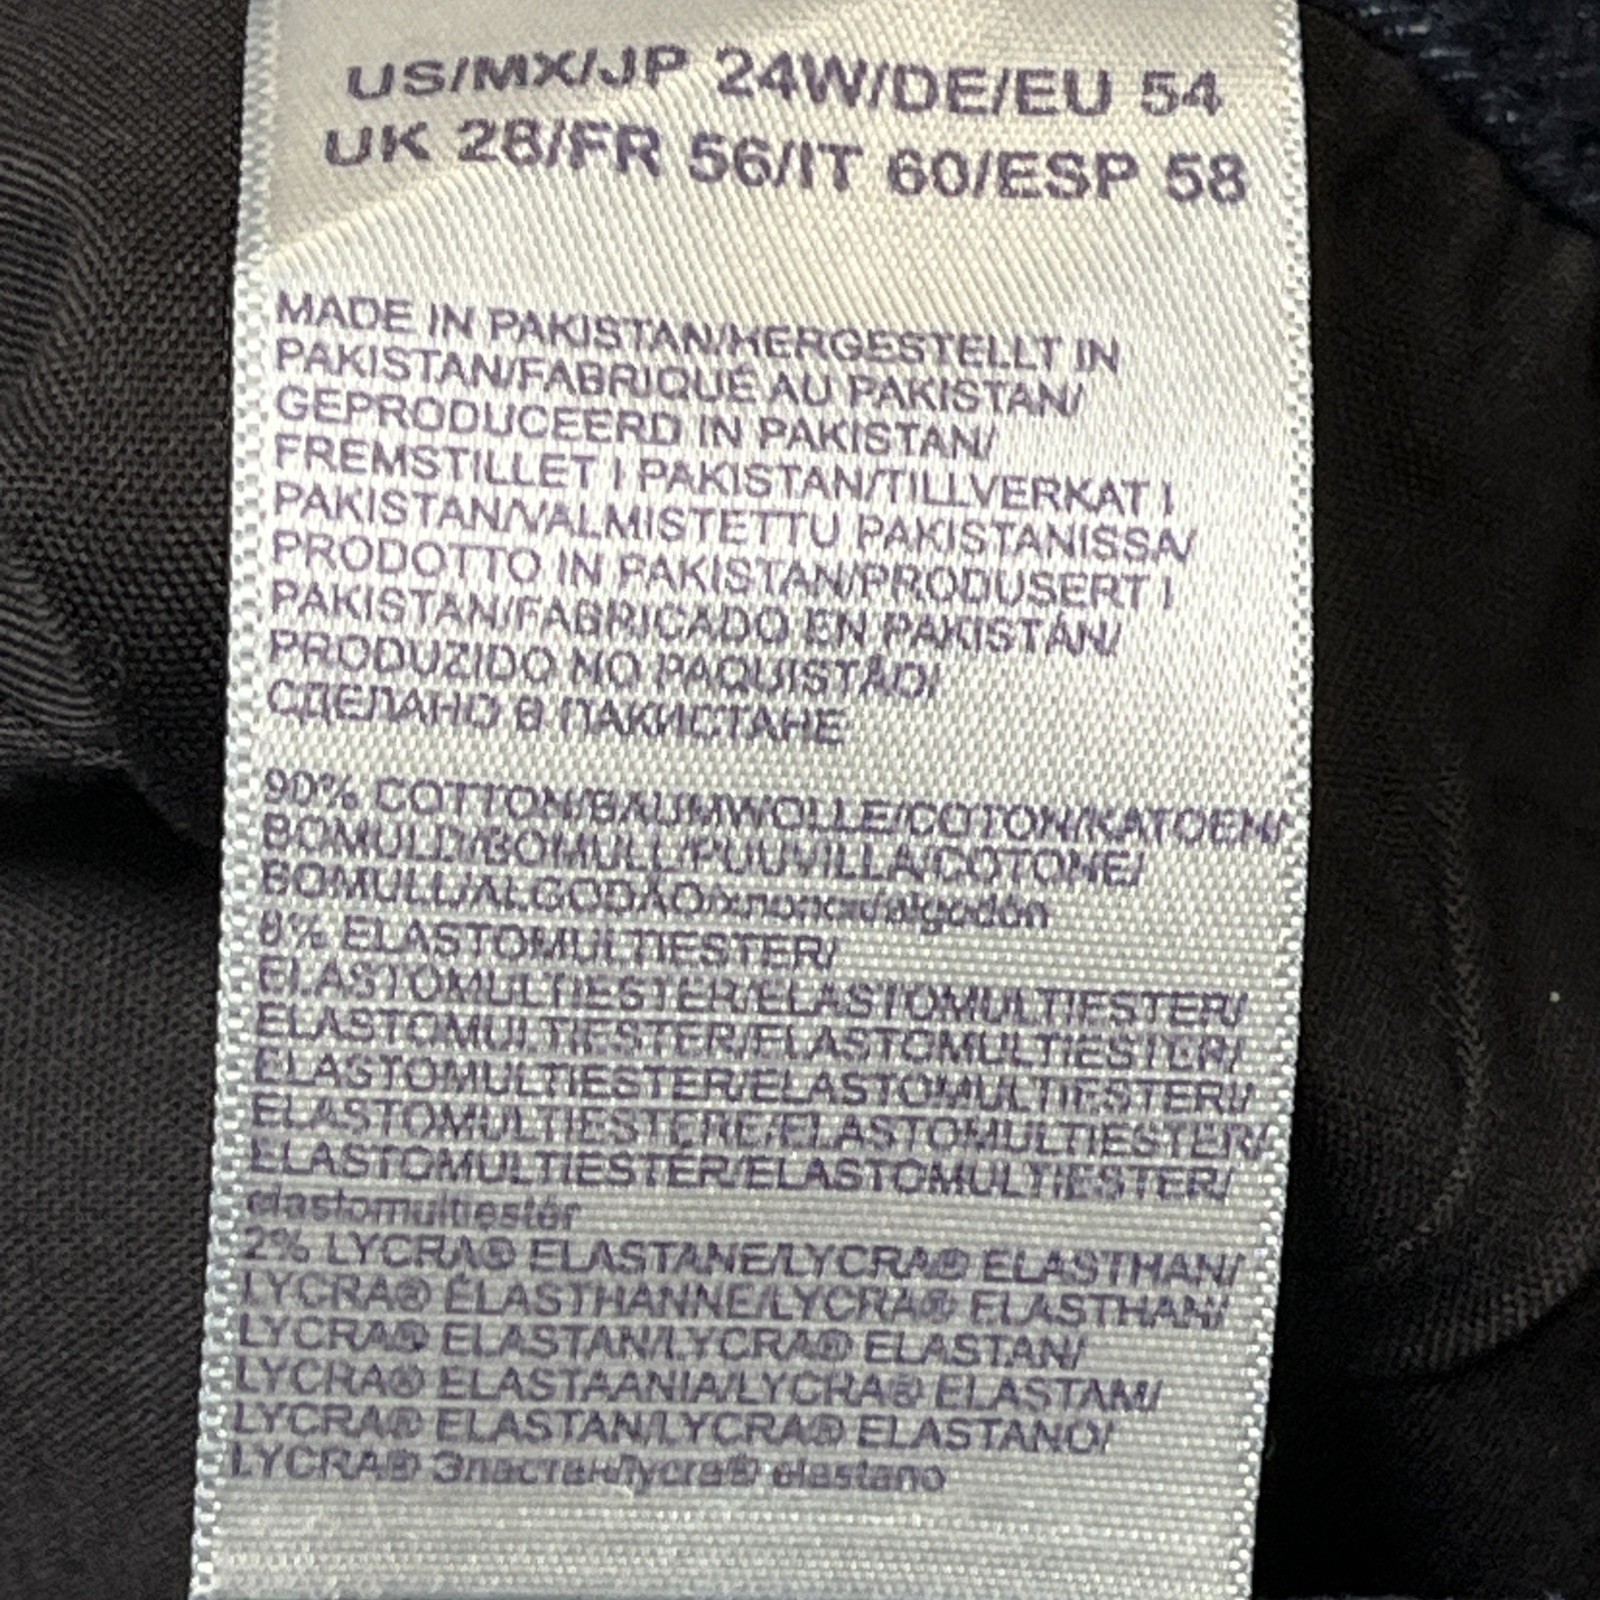 US/MX/JP 24W/DE/EU 54
UK 28/FR 56/IT 60/ESP 58
MADE IN PAKISTAN/HERGESTELLT IN
PAKISTAN/FABRIQUÉ AU PAKISTAN/
GEPRODUCEERD IN PAKISTAN/
FREMSTILLET I PAKISTAN/TILLVERKAT I
PAKISTAN/VALMISTETTU PAKISTANISSA/
PRODOTTO IN PAKISTAN/PRODUSERT I
PAKISTAN/FABRICADO EN PAKISTÁN/
PRODUZIDO NO PAQUISTÃO/
СДЕЛАНО В ПАКИСТАНЕ
90% COTTON/BAUMWOLLE/COTON/KATOEN/
BOMULD/BOMULL/PUUVILLA/COTONE/
BOMULL/ALGODÃO/хлопок/algodón
8% ELASTOMULTIESTER/
ELASTOMULTIESTER/ELASTOMULTIESTER/
ELASTOMULTIESTER/ELASTOMULTIESTER/
ELASTOMULTIESTER/ELASTOMULTIESTERI/
ELASTOMULTIESTERE/ELASTOMULTIESTER/
ELASTOMULTIESTÉR/ELASTOMULTIESTER/
elastomultiestér
2% LYCRA® ELASTANE/LYCRA® ELASTHAN/
LYCRA® ÉLASTHANNE/LYCRA® ELASTHAN/
LYCRA® ELASTAN/LYCRA® ELASTAN/
LYCRA® ELASTAANIA/LYCRA® ELASTAM/
LYCRA® ELASTAN/LYCRA® ELASTANO/
LYCRA® Эластан/lycra® elastano